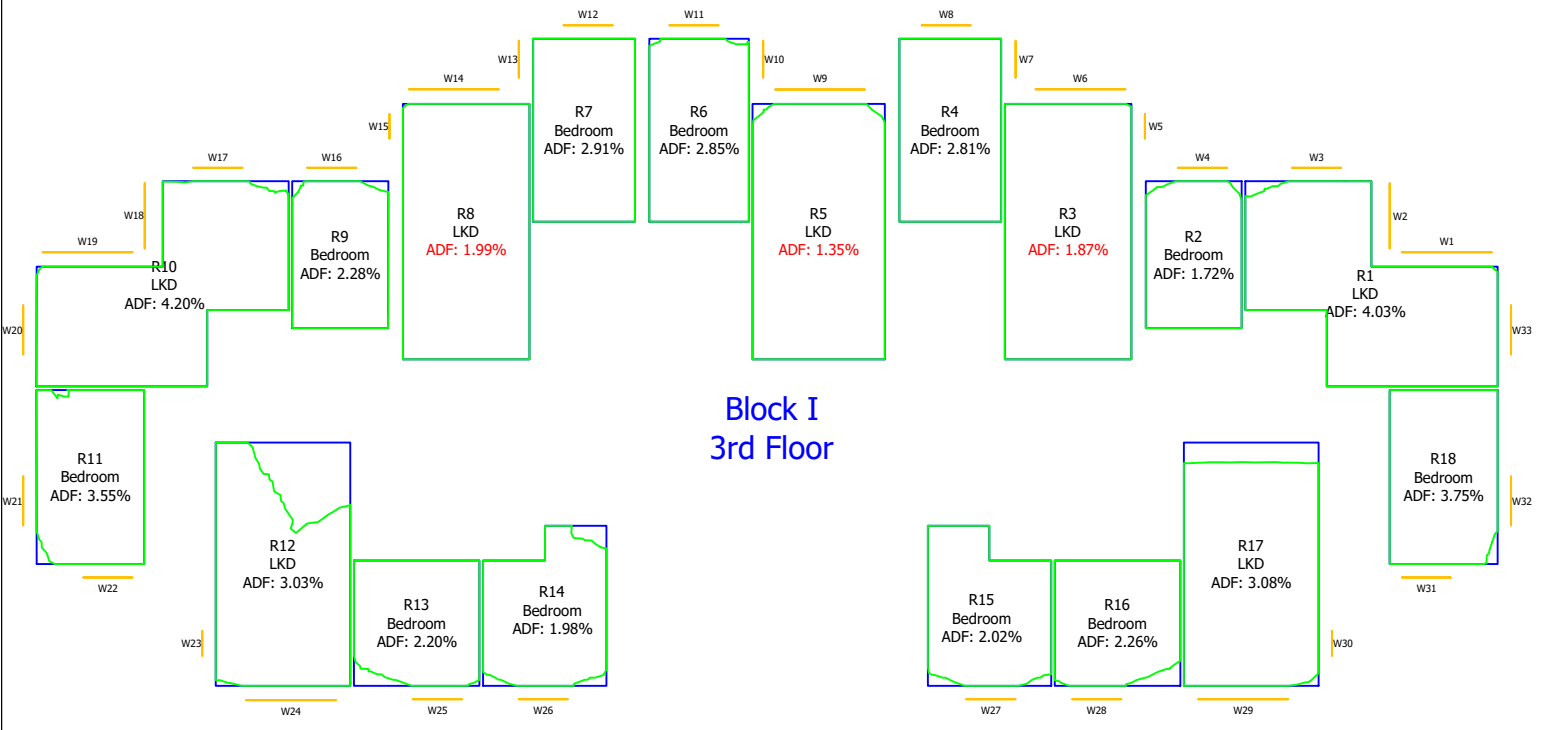 W12
W11
W8
W13
W10
W7
W14
W9
W6
R7
Bedroom
ADF: 2.91%
R6
Bedroom
ADF: 2.85%
R4
Bedroom
ADF: 2.81%
W15
W5
W17
W16
W4
W3
W18
W2
R8
LKD
ADF: 1.99%
R5
LKD
ADF: 1.35%
R3
LKD
ADF: 1.87%
R9
Bedroom
ADF: 2.28%
R2
Bedroom
ADF: 1.72%
W19
W1
R10
LKD
ADF: 4.20%
R1
LKD
ADF: 4.03%
W20
W33
Block I
3rd Floor
R11
Bedroom
ADF: 3.55%
R18
Bedroom
ADF: 3.75%
W21
W32
R12
LKD
ADF: 3.03%
R17
LKD
ADF: 3.08%
W22
W31
R13
Bedroom
ADF: 2.20%
R14
Bedroom
ADF: 1.98%
R15
Bedroom
ADF: 2.02%
R16
Bedroom
ADF: 2.26%
W23
W30
W24
W25
W26
W27
W28
W29